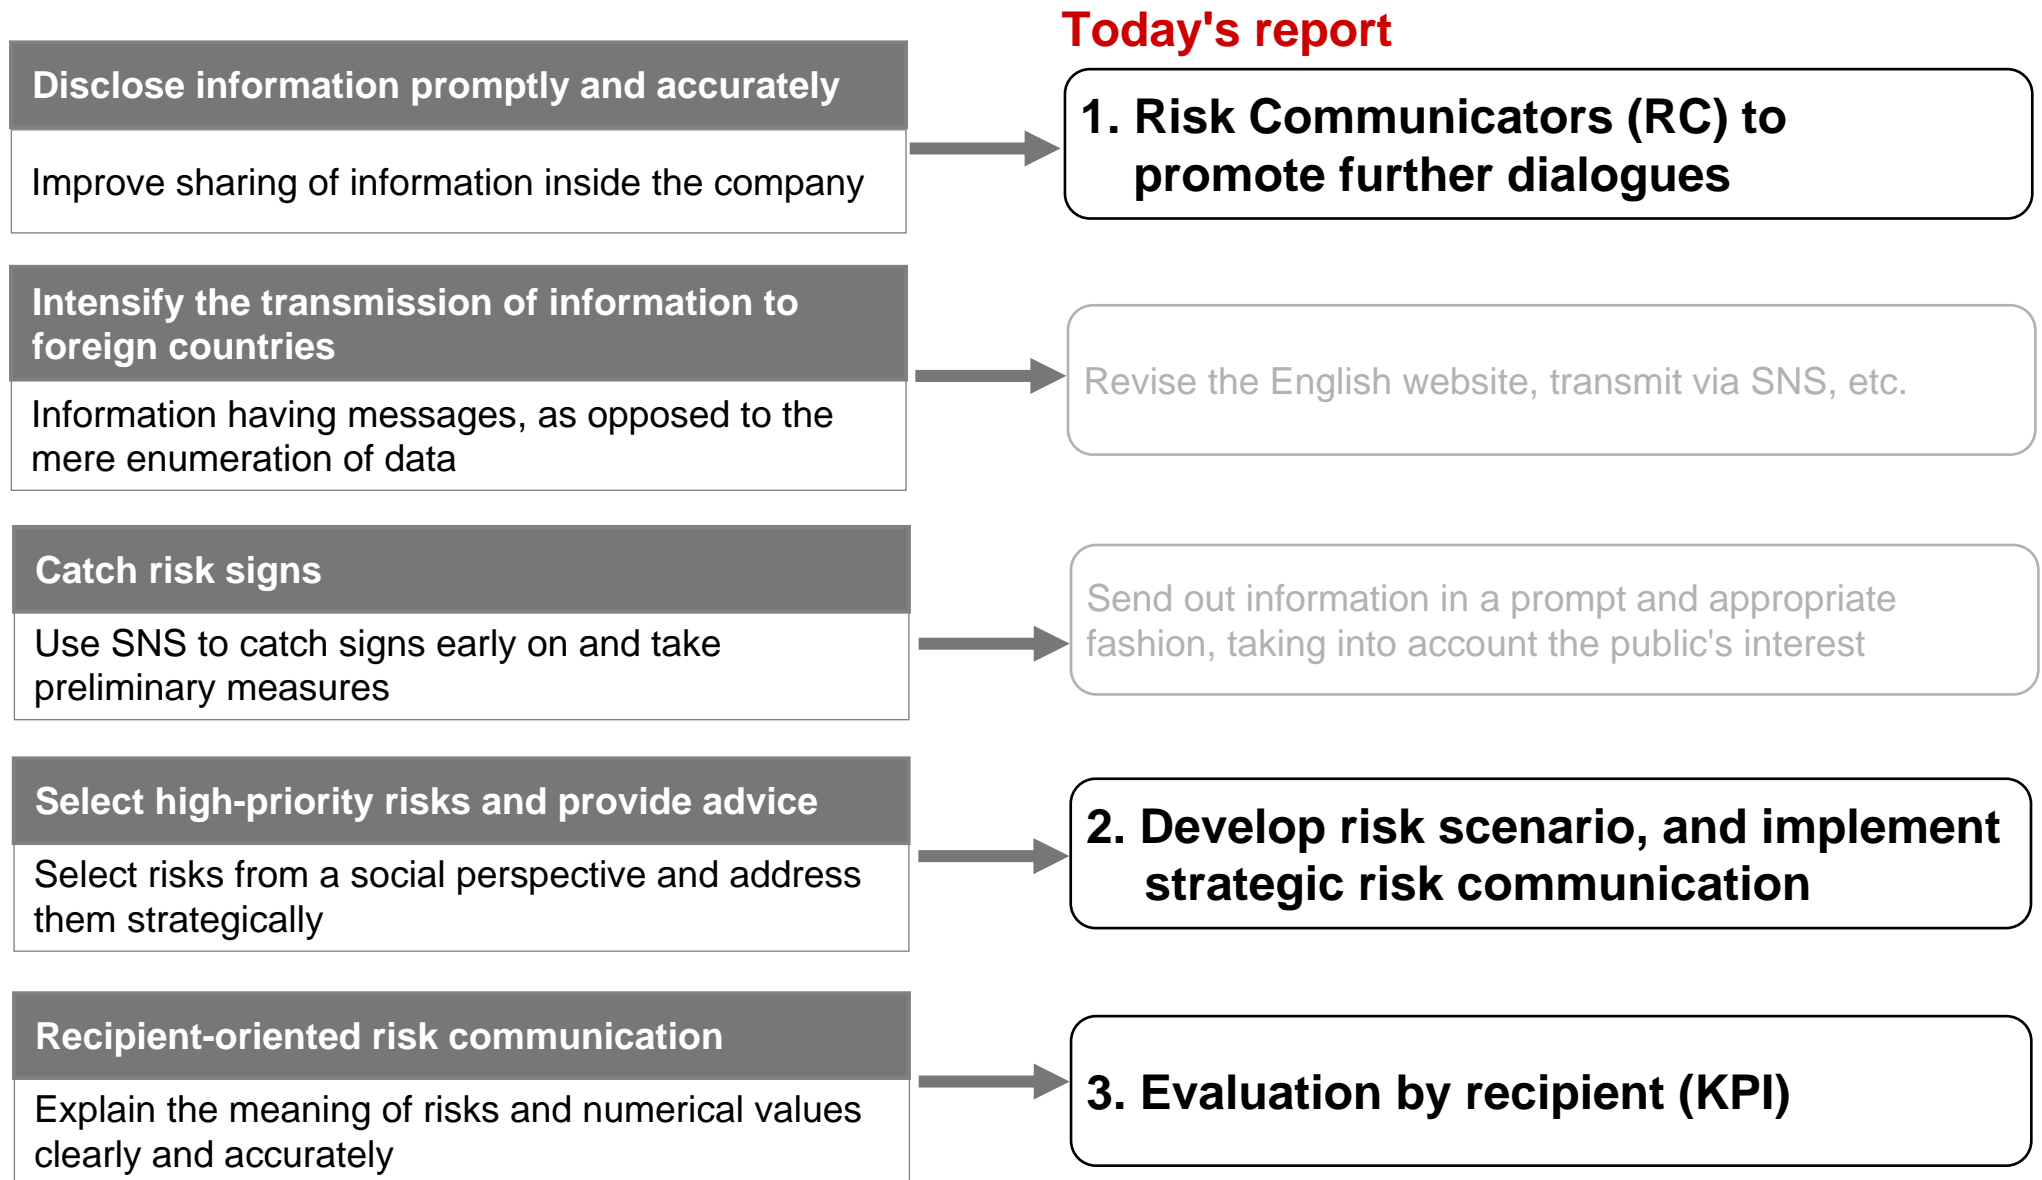 Today's report
Disclose information promptly and accurately
Improve sharing of information inside the company
1. Risk Communicators (RC) to
promote further dialogues
Intensify the transmission of information to
foreign countries
Information having messages, as opposed to the
mere enumeration of data
Revise the English website, transmit via SNS, etc.
Catch risk signs
Use SNS to catch signs early on and take
preliminary measures
Send out information in a prompt and appropriate
fashion, taking into account the public's interest
Select high-priority risks and provide advice
Select risks from a social perspective and address
them strategically
2. Develop risk scenario, and implement
strategic risk communication
Recipient-oriented risk communication
Explain the meaning of risks and numerical values
clearly and accurately
3. Evaluation by recipient (KPI)